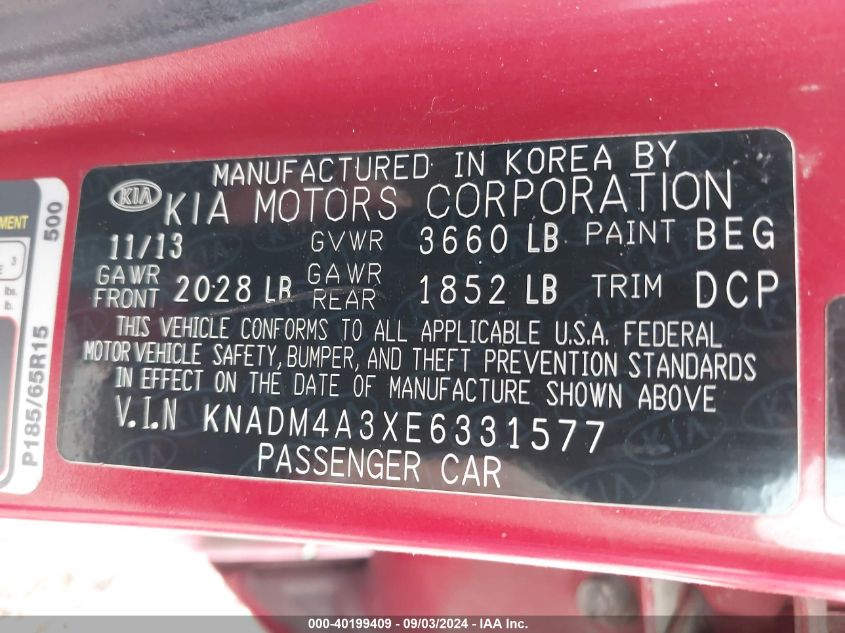 MANUFACTURED IN KOREA BY
KIA KIA MOTORS CORPORATION
11/13 GVWR 3660 LB PAINT BEG
GAWR FRONT 2028 LB GAWR REAR 1852 LB TRIM DCP
THIS VEHICLE CONFORMS TO ALL APPLICABLE U.S.A. FEDERAL
MOTOR VEHICLE SAFETY, BUMPER, AND THEFT PREVENTION STANDARDS
IN EFFECT ON THE DATE OF MANUFACTURE SHOWN ABOVE
V.I.N KNADM4A3XE6331577
PASSENGER CAR
500
3
lbs.
lb.
P185/65R15
000-40199409 - 09/03/2024 - IAA Inc.